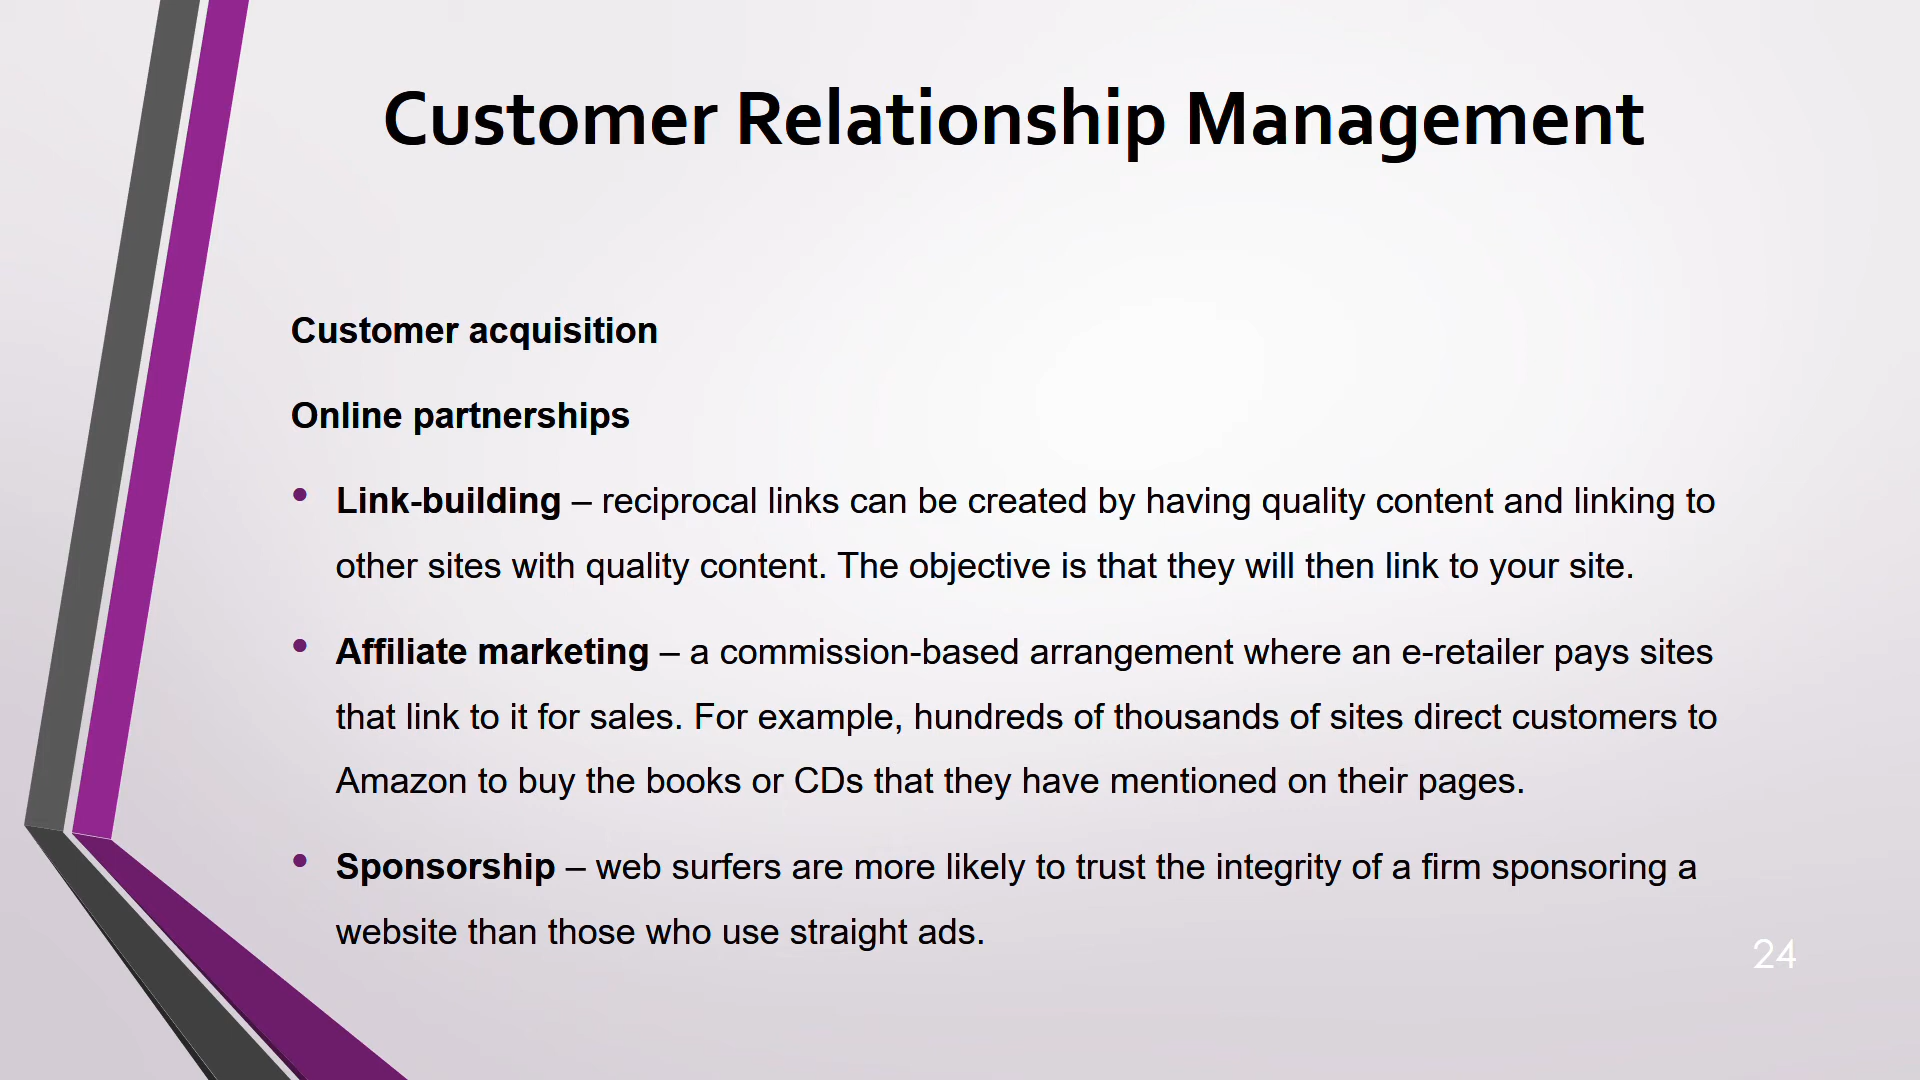 Customer Relationship Management
Customer acquisition
Online partnerships
• Link-building – reciprocal links can be created by having quality content and linking to
other sites with quality content. The objective is that they will then link to your site.
• Affiliate marketing – a commission-based arrangement where an e-retailer pays sites
that link to it for sales. For example, hundreds of thousands of sites direct customers to
Amazon to buy the books or CDs that they have mentioned on their pages.
• Sponsorship – web surfers are more likely to trust the integrity of a firm sponsoring a
website than those who use straight ads.
24